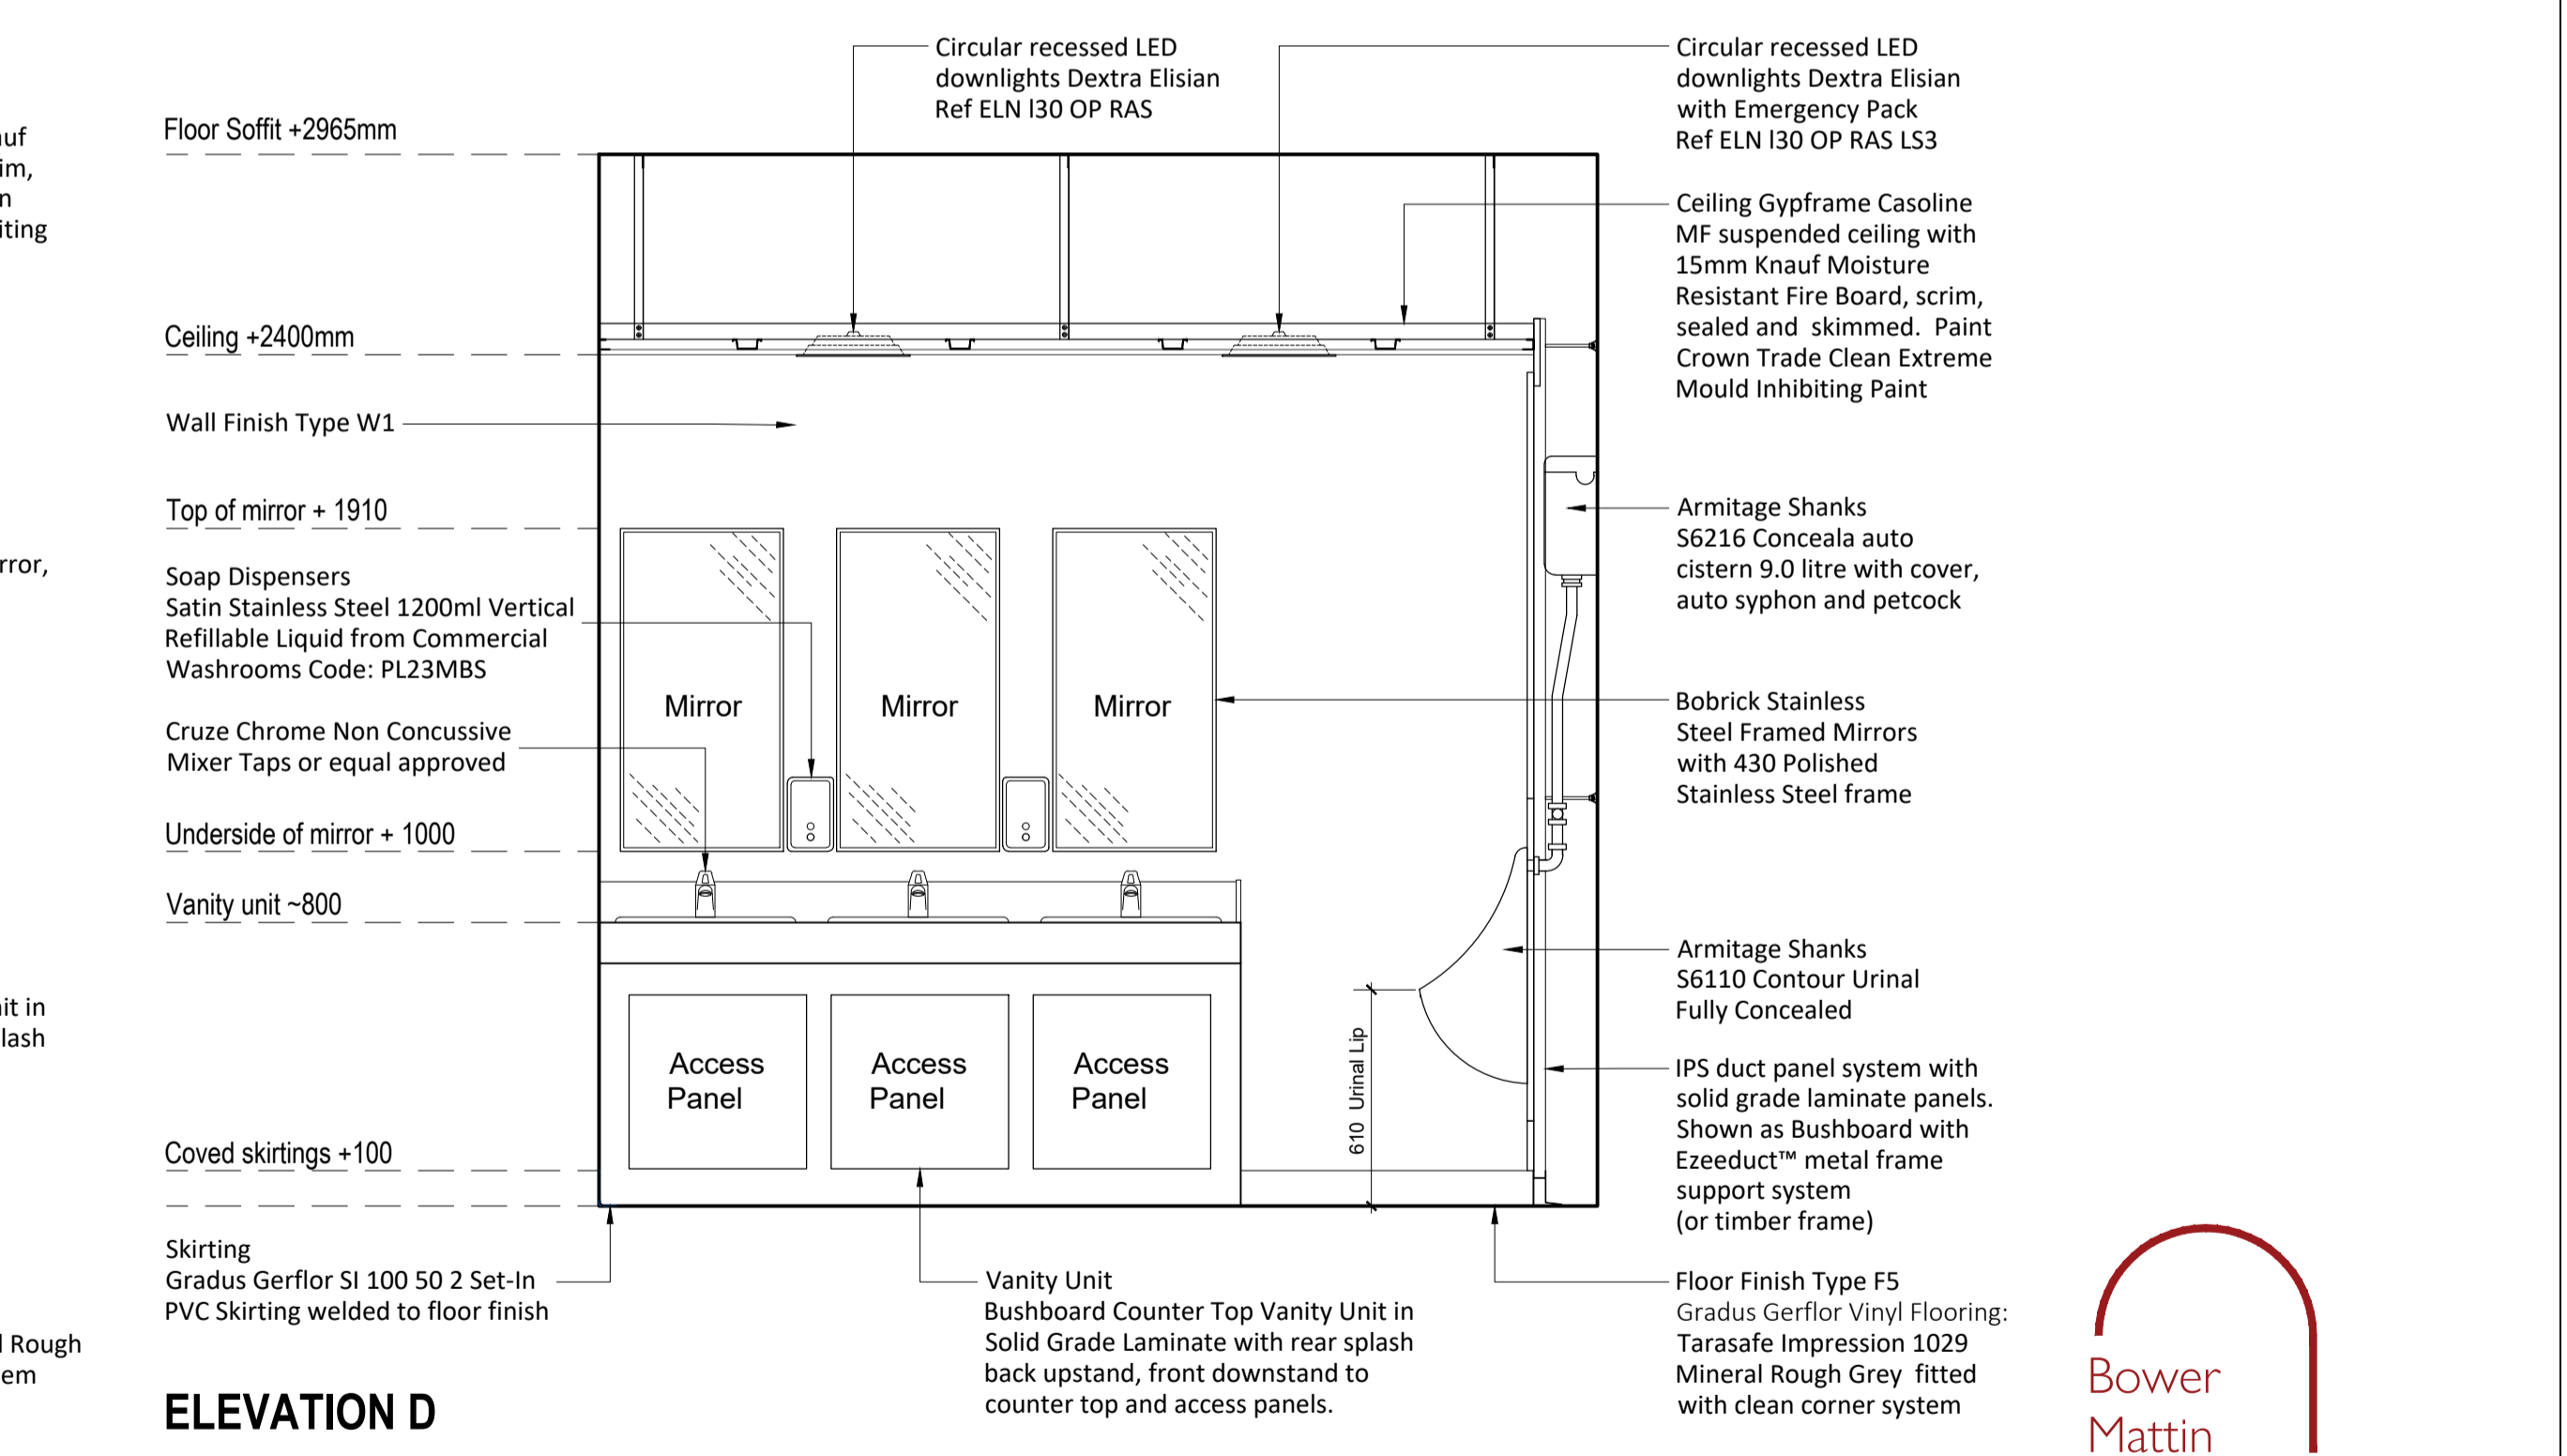 auf
im,
n
iting
rror,
it in
lash
Rough
em
Floor Soffit +2965mm
Ceiling +2400mm
Wall Finish Type W1
Top of mirror + 1910
Soap Dispensers
Satin Stainless Steel 1200ml Vertical
Refillable Liquid from Commercial
Washrooms Code: PL23MBS
Cruze Chrome Non Concussive
Mixer Taps or equal approved
Underside of mirror + 1000
Vanity unit ~800
Coved skirtings +100
Skirting
Gradus Gerflor SI 100 50 2 Set-In
PVC Skirting welded to floor finish
ELEVATION D
Circular recessed LED
downlights Dextra Elisian
Ref ELN l30 OP RAS
Mirror
Mirror
Mirror
Access
Panel
Access
Panel
Access
Panel
610 Urinal Lip
Vanity Unit
Bushboard Counter Top Vanity Unit in
Solid Grade Laminate with rear splash
back upstand, front downstand to
counter top and access panels.
Circular recessed LED
downlights Dextra Elisian
with Emergency Pack
Ref ELN l30 OP RAS LS3
Ceiling Gypframe Casoline
MF suspended ceiling with
15mm Knauf Moisture
Resistant Fire Board, scrim,
sealed and skimmed. Paint
Crown Trade Clean Extreme
Mould Inhibiting Paint
Armitage Shanks
S6216 Conceala auto
cistern 9.0 litre with cover,
auto syphon and petcock
Bobrick Stainless
Steel Framed Mirrors
with 430 Polished
Stainless Steel frame
Armitage Shanks
S6110 Contour Urinal
Fully Concealed
IPS duct panel system with
solid grade laminate panels.
Shown as Bushboard with
Ezeeduct™ metal frame
support system
(or timber frame)
Floor Finish Type F5
Gradus Gerflor Vinyl Flooring:
Tarasafe Impression 1029
Mineral Rough Grey fitted
with clean corner system
Bower
Mattin